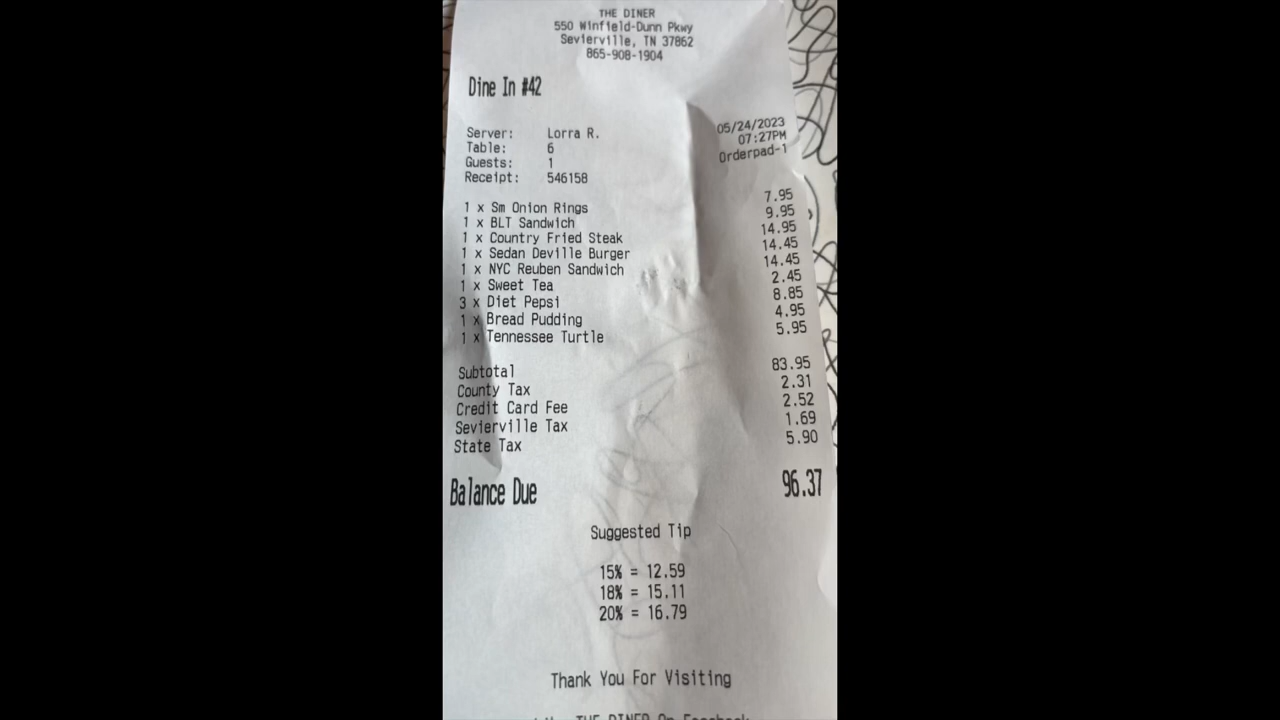 THE DINER
550 Winfield-Dunn Pkwy
Sevierville, TN 37862
865-908-1904
Dine In #42
05/24/2023
Server: Lorra R. 07:27PM
Table: 6 Orderpad-1
Guests: 1
Receipt: 546158
1 x Sm Onion Rings 7.95
1 x BLT Sandwich 9.95
1 x Country Fried Steak 14.95
1 x Sedan Deville Burger 14.45
1 x NYC Reuben Sandwich 14.45
1 x Sweet Tea 2.45
3 x Diet Pepsi 8.85
1 x Bread Pudding 4.95
1 x Tennessee Turtle 5.95
Subtotal 83.95
County Tax 2.31
Credit Card Fee 2.52
Sevierville Tax 1.69
State Tax 5.90
Balance Due 96.37
Suggested Tip
15% = 12.59
18% = 15.11
20% = 16.79
Thank You For Visiting
THE DINER On Facebook